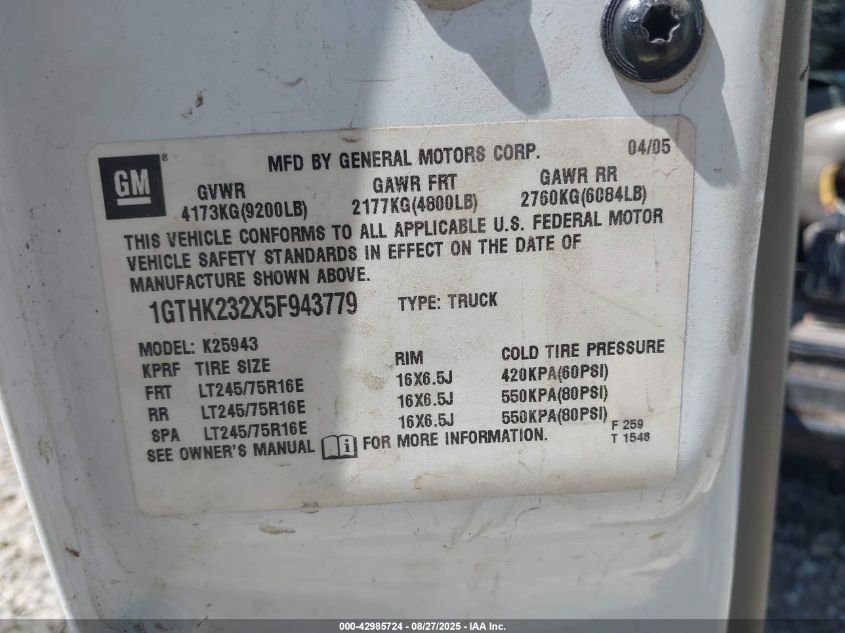 GM ®
MFD BY GENERAL MOTORS CORP. 04/05
GVWR GAWR FRT GAWR RR
4173KG(9200LB) 2177KG(4800LB) 2760KG(6084LB)
THIS VEHICLE CONFORMS TO ALL APPLICABLE U.S. FEDERAL MOTOR
VEHICLE SAFETY STANDARDS IN EFFECT ON THE DATE OF
MANUFACTURE SHOWN ABOVE.
1GTHK232X5F943779 TYPE: TRUCK
MODEL: K25943
KPRF TIRE SIZE RIM COLD TIRE PRESSURE
FRT LT245/75R16E 16X6.5J 420KPA(60PSI)
RR LT245/75R16E 16X6.5J 550KPA(80PSI)
SPA LT245/75R16E 16X6.5J 550KPA(80PSI)
SEE OWNER'S MANUAL i FOR MORE INFORMATION.
F 259
T 1546
000-42985724 - 08/27/2025 - IAA Inc.